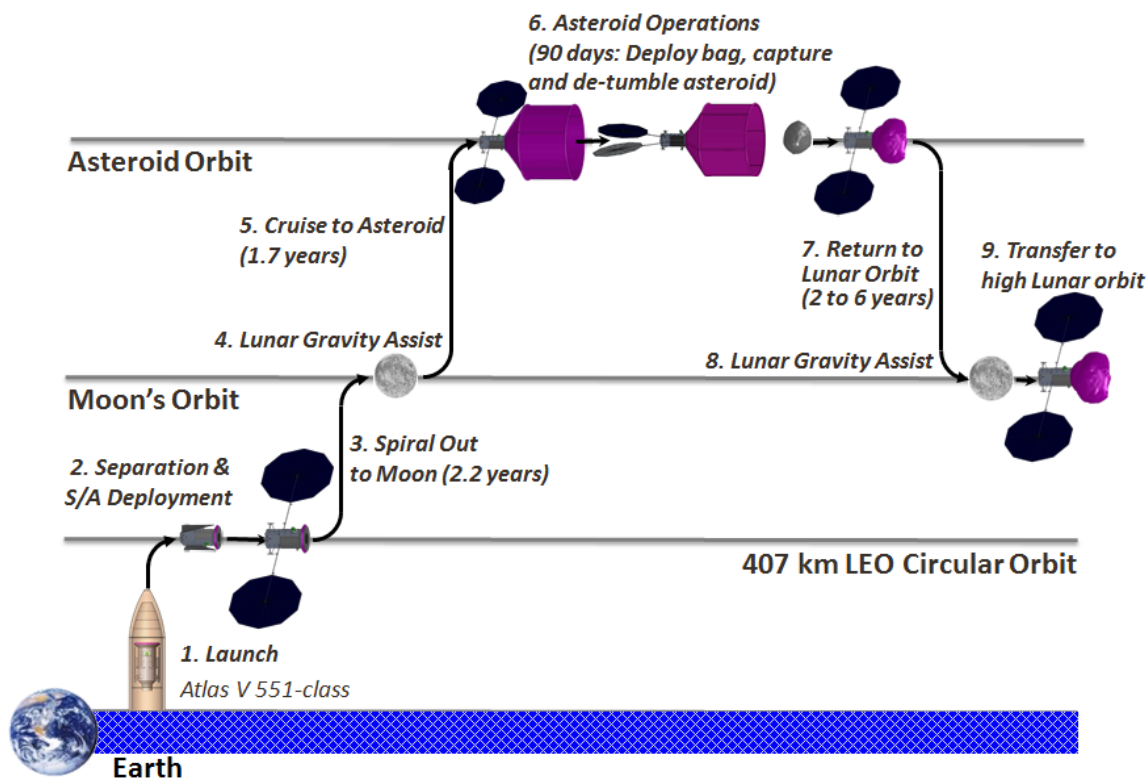 6. Asteroid Operations
(90 days: Deploy bag, capture
and de-tumble asteroid)
Asteroid Orbit
5. Cruise to Asteroid
(1.7 years)
7. Return to
Lunar Orbit
(2 to 6 years)
9. Transfer to
high Lunar orbit
4. Lunar Gravity Assist
8. Lunar Gravity Assist
Moon's Orbit
3. Spiral Out
to Moon (2.2 years)
2. Separation &
S/A Deployment
407 km LEO Circular Orbit
1. Launch
Atlas V 551-class
Earth